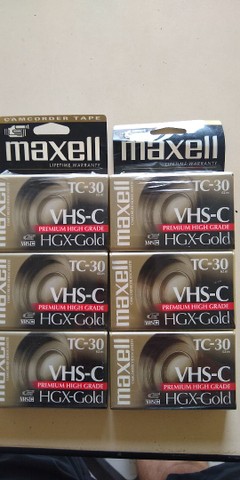 CAMCORDER TAPE
maxell
LIFETIME WARRANTY
maxell
LIFETIME WARRANTY
maxell
TC-30
VHS-C
PREMIUM HIGH GRADE
HGX-Gold
maxell
TC-30
VHS-C
PREMIUM HIGH GRADE
HGX-Gold
maxell
TC-30
VHS-C
PREMIUM HIGH GRADE
HGX-Gold
maxell
TC-30
VHS-C
PREMIUM HIGH GRADE
HGX-Gold
maxell
TC-30
VHS-C
PREMIUM HIGH GRADE
HGX-Gold
maxell
TC-30
VHS-C
PREMIUM HIGH GRADE
HGX-Gold